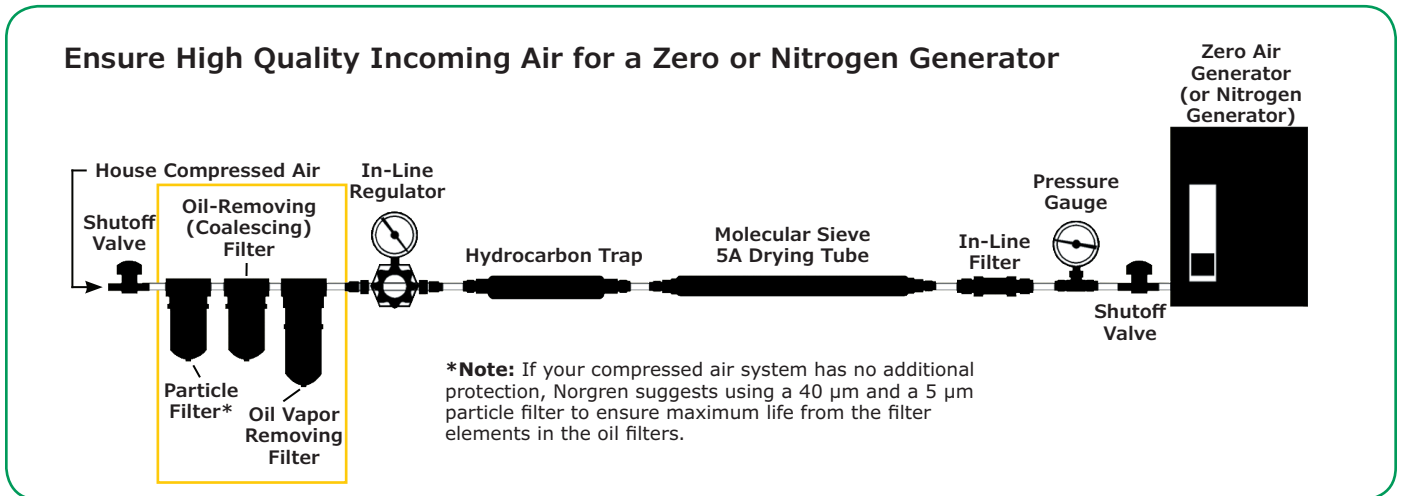 Ensure High Quality Incoming Air for a Zero or Nitrogen Generator
Zero Air
Generator
(or Nitrogen
Generator)
House Compressed Air
Shutoff
Valve
Oil-Removing
(Coalescing)
Filter
Particle
Filter*
Oil Vapor
Removing
Filter
In-Line
Regulator
Hydrocarbon Trap
Molecular Sieve
5A Drying Tube
In-Line
Filter
Pressure
Gauge
Shutoff
Valve
*Note: If your compressed air system has no additional
protection, Norgren suggests using a 40 µm and a 5 µm
particle filter to ensure maximum life from the filter
elements in the oil filters.